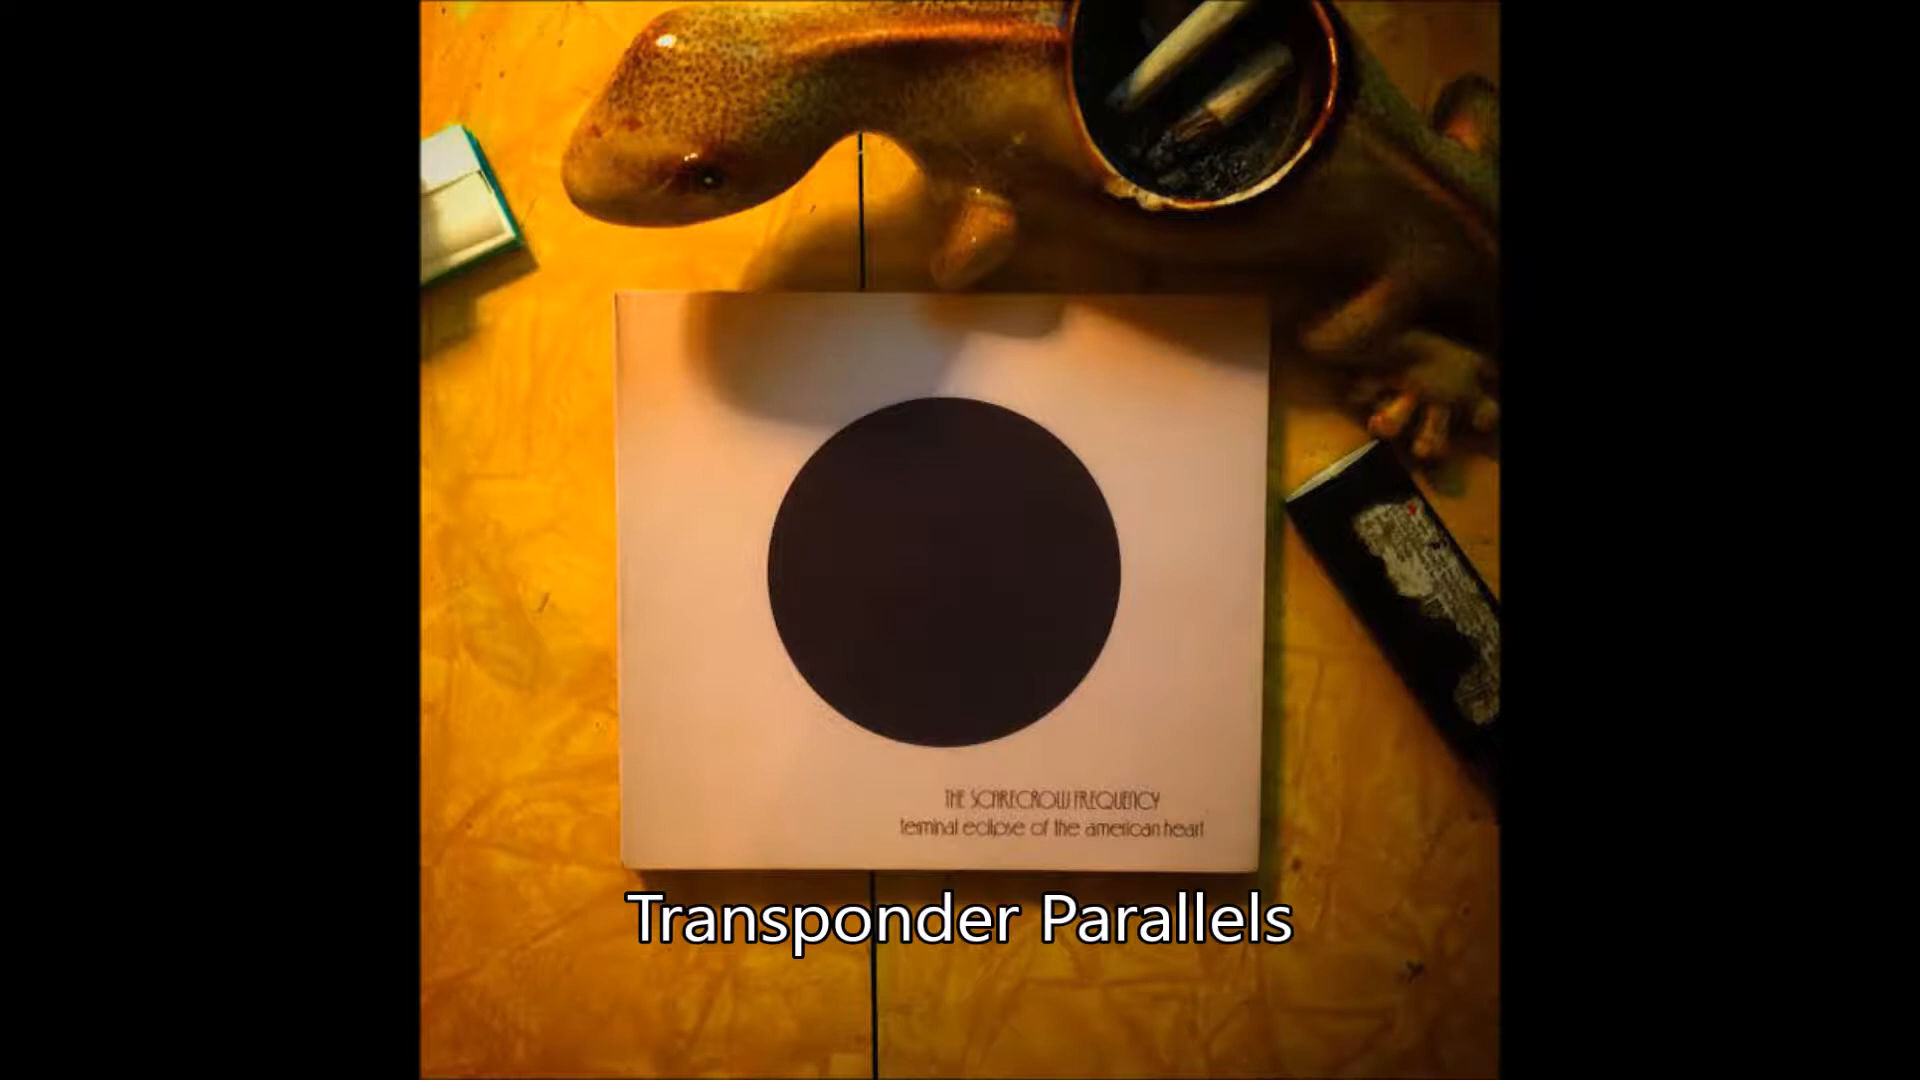 THE SCARECROW FREQUENCY
terminal eclipse of the american heart
Transponder Parallels